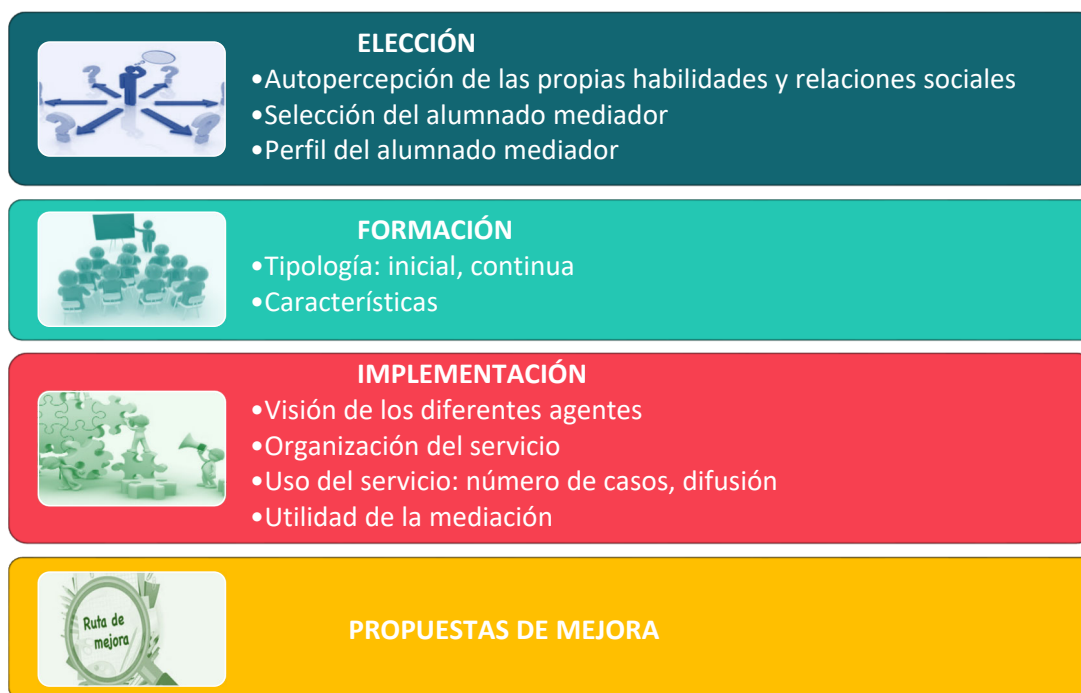 ELECCIÓN
•Autopercepción de las propias habilidades y relaciones sociales
•Selección del alumnado mediador
•Perfil del alumnado mediador
FORMACIÓN
•Tipología: inicial, continua
•Características
IMPLEMENTACIÓN
•Visión de los diferentes agentes
•Organización del servicio
•Uso del servicio: número de casos, difusión
•Utilidad de la mediación
Ruta de
mejora
PROPUESTAS DE MEJORA